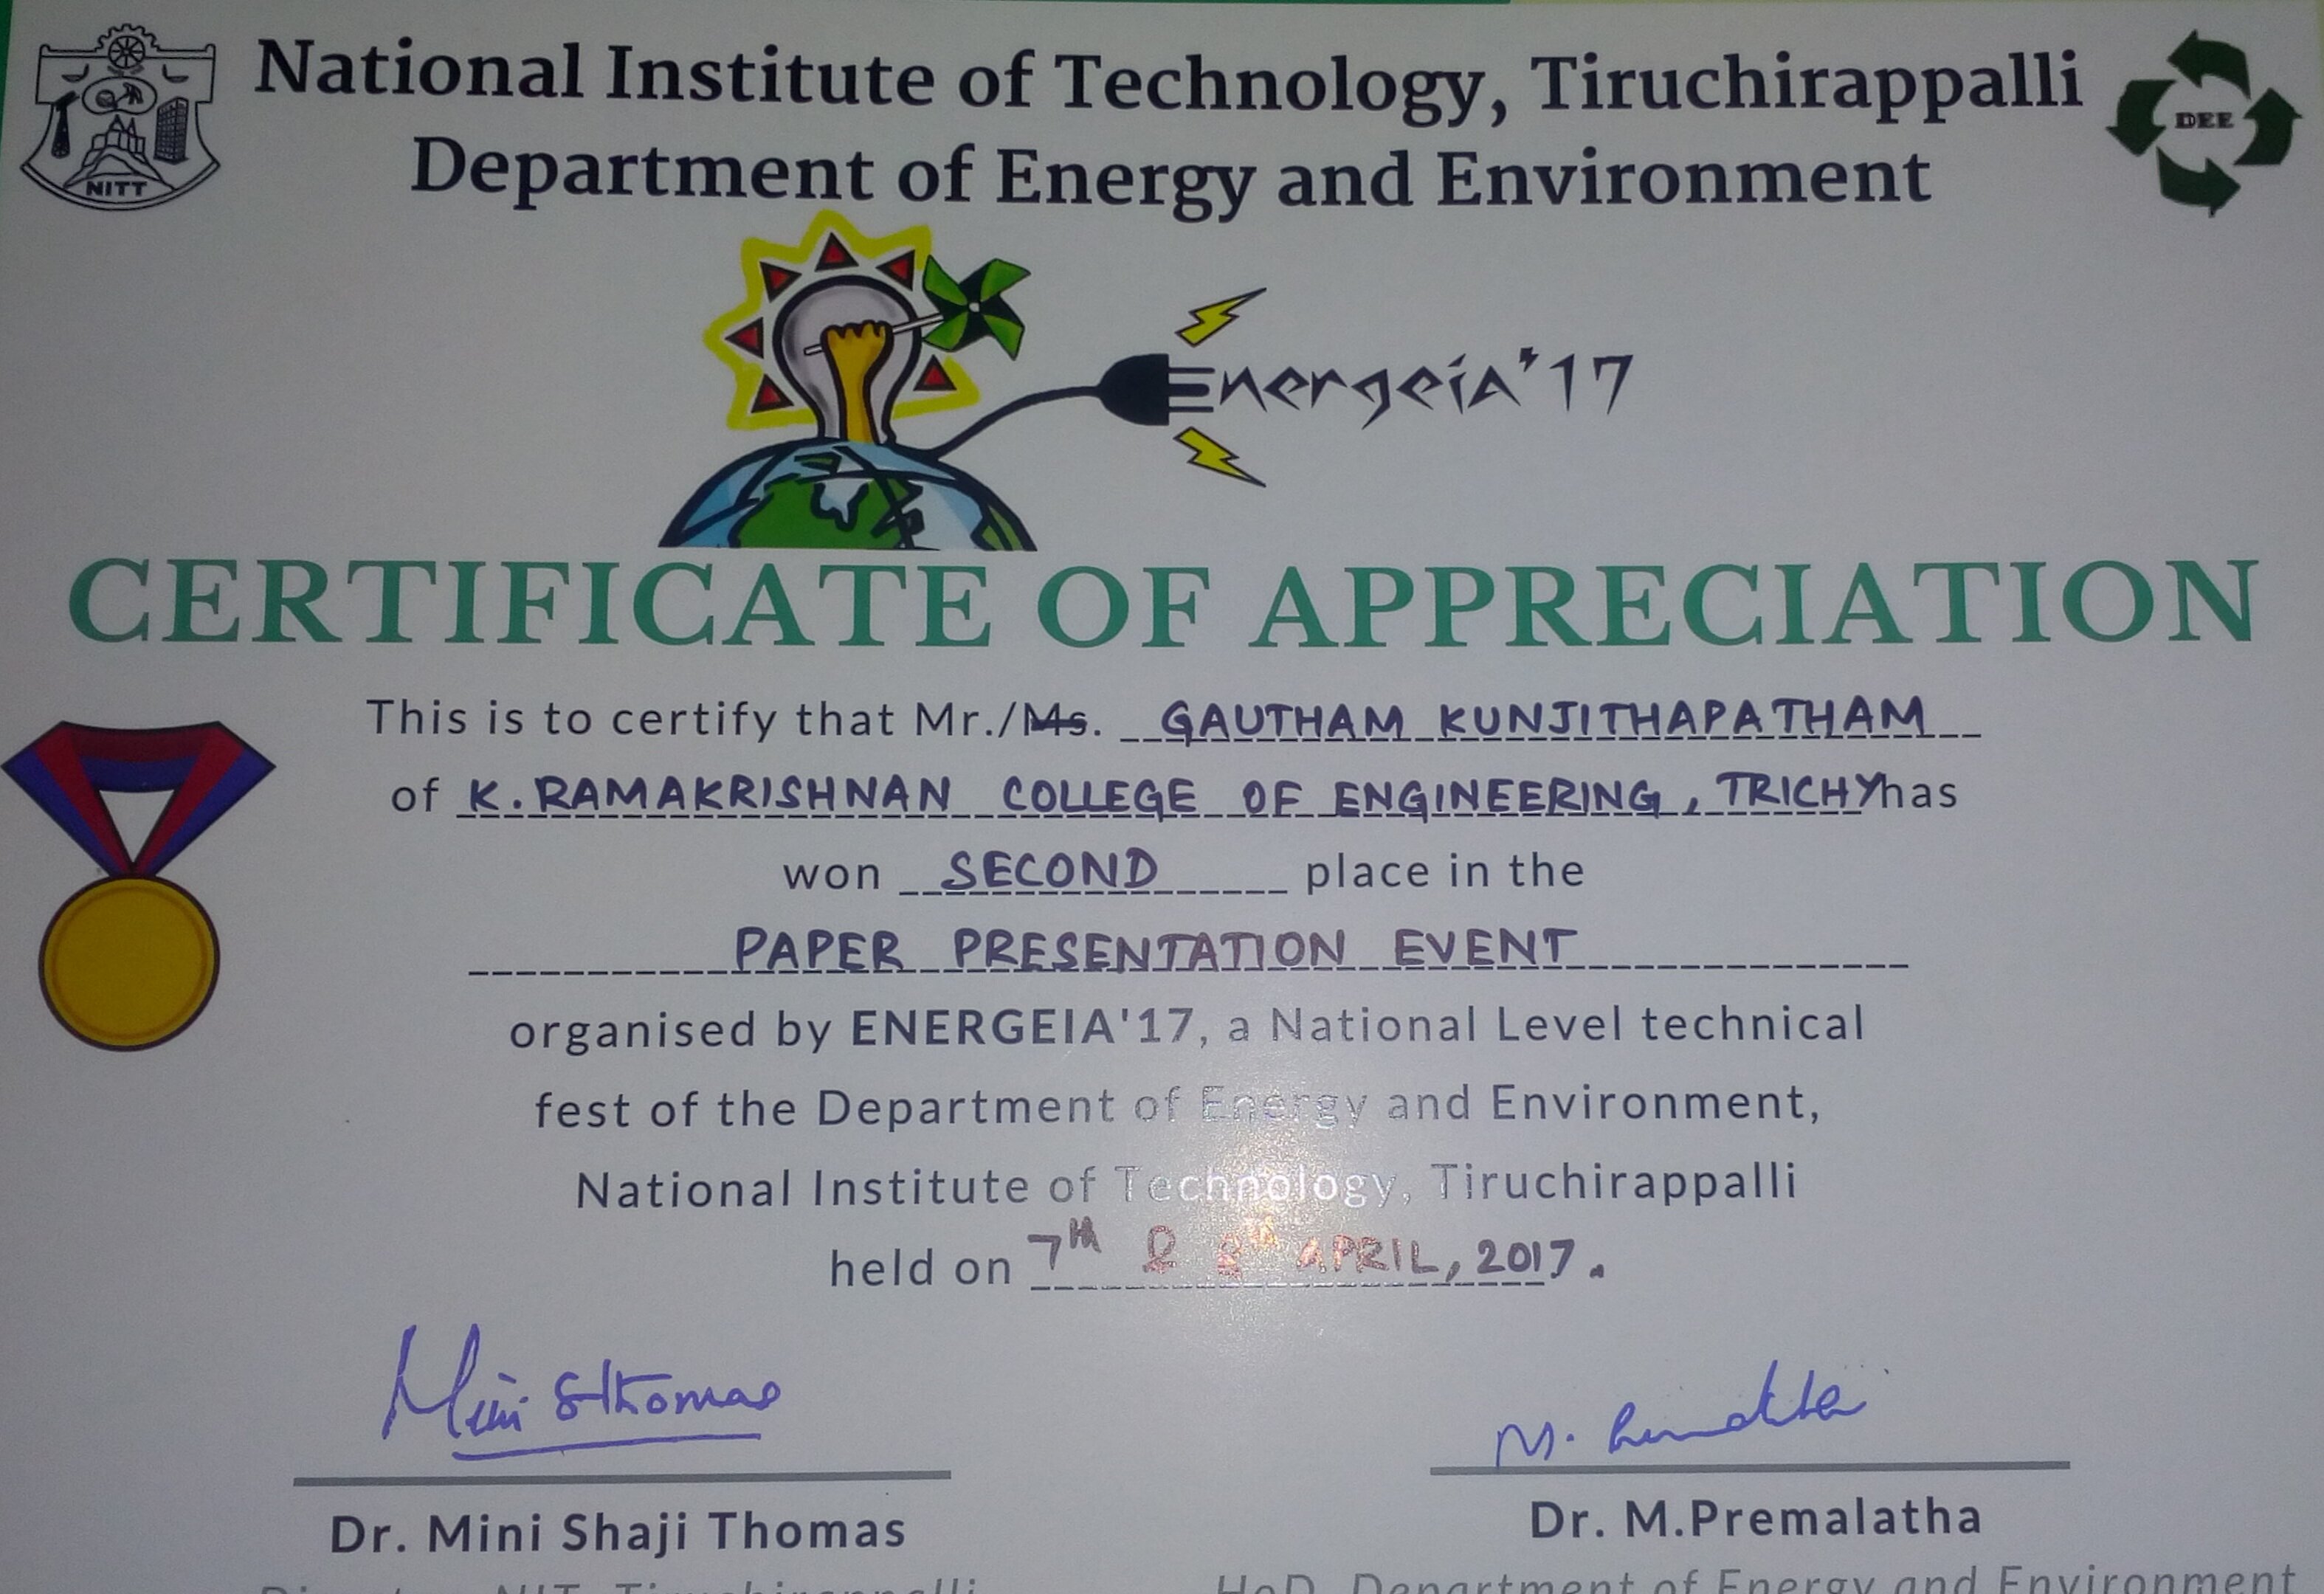 National Institute of Technology, Tiruchirappalli
Department of Energy and Environment
NITT
DEE
Energeia'17
CERTIFICATE OF APPRECIATION
This is to certify that Mr./Ms. GAUTHAM KUNJITHAPATHAM
of K.RAMAKRISHNAN COLLEGE OF ENGINEERING, TRICHY has
won SECOND place in the
PAPER PRESENTATION EVENT
organised by ENERGEIA'17, a National Level technical
fest of the Department of Energy and Environment,
National Institute of Technology, Tiruchirappalli
held on 7th & 8th APRIL, 2017.
Mini S Thomas
M.
Dr. Mini Shaji Thomas
Dr. M.Premalatha
Director, NIT, Tiruchirappalli
HoD, Department of Energy and Environment